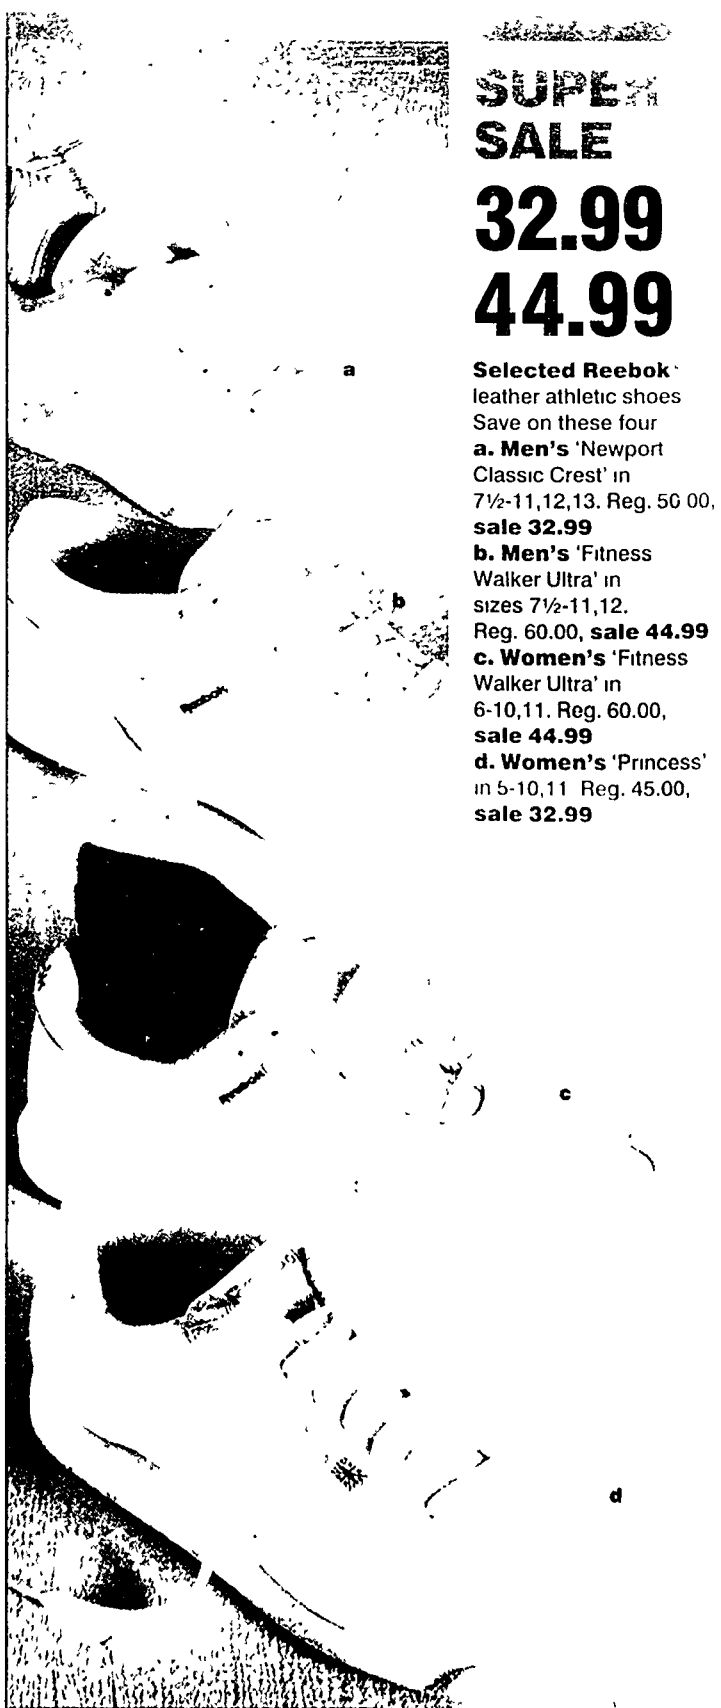 SUPER
SALE
32.99
44.99
Selected Reebok
leather athletic shoes
Save on these four
a. Men's 'Newport
Classic Crest' in
7½-11,12,13. Reg. 50 00,
sale 32.99
b. Men's 'Fitness
Walker Ultra' in
sizes 7½-11,12.
Reg. 60.00, sale 44.99
c. Women's 'Fitness
Walker Ultra' in
6-10,11. Reg. 60.00,
sale 44.99
d. Women's 'Princess'
in 5-10,11 Reg. 45.00,
sale 32.99
a
b
Reebok
Reebok
c
d